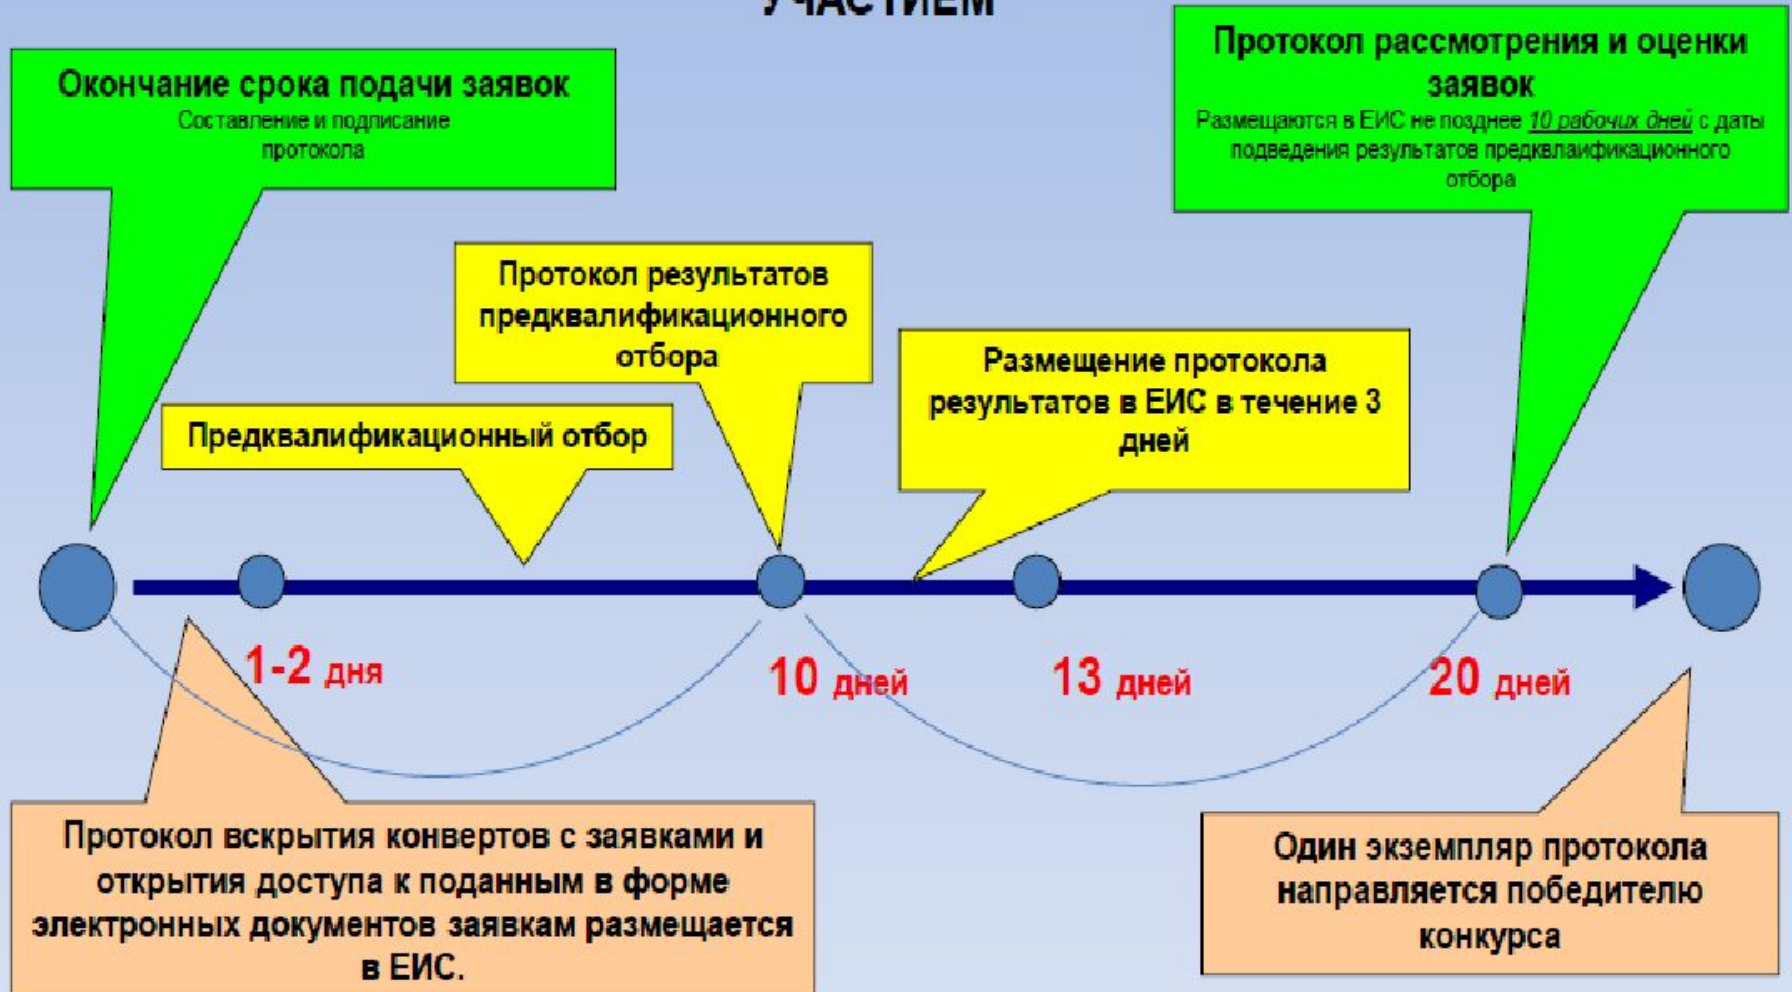 УЧАСТИЕМ
Окончание срока подачи заявок
Составление и подписание
протокола
Протокол рассмотрения и оценки
заявок
Размещаются в ЕИС не позднее 10 рабочих дней с даты
подведения результатов предквлаификационного
отбора
Протокол результатов
предквалификационного
отбора
Размещение протокола
результатов в ЕИС в течение 3
дней
Предквалификационный отбор
1-2 дня
10 дней
13 дней
20 дней
Протокол вскрытия конвертов с заявками и
открытия доступа к поданным в форме
электронных документов заявкам размещается
в ЕИС.
Один экземпляр протокола
направляется победителю
конкурса